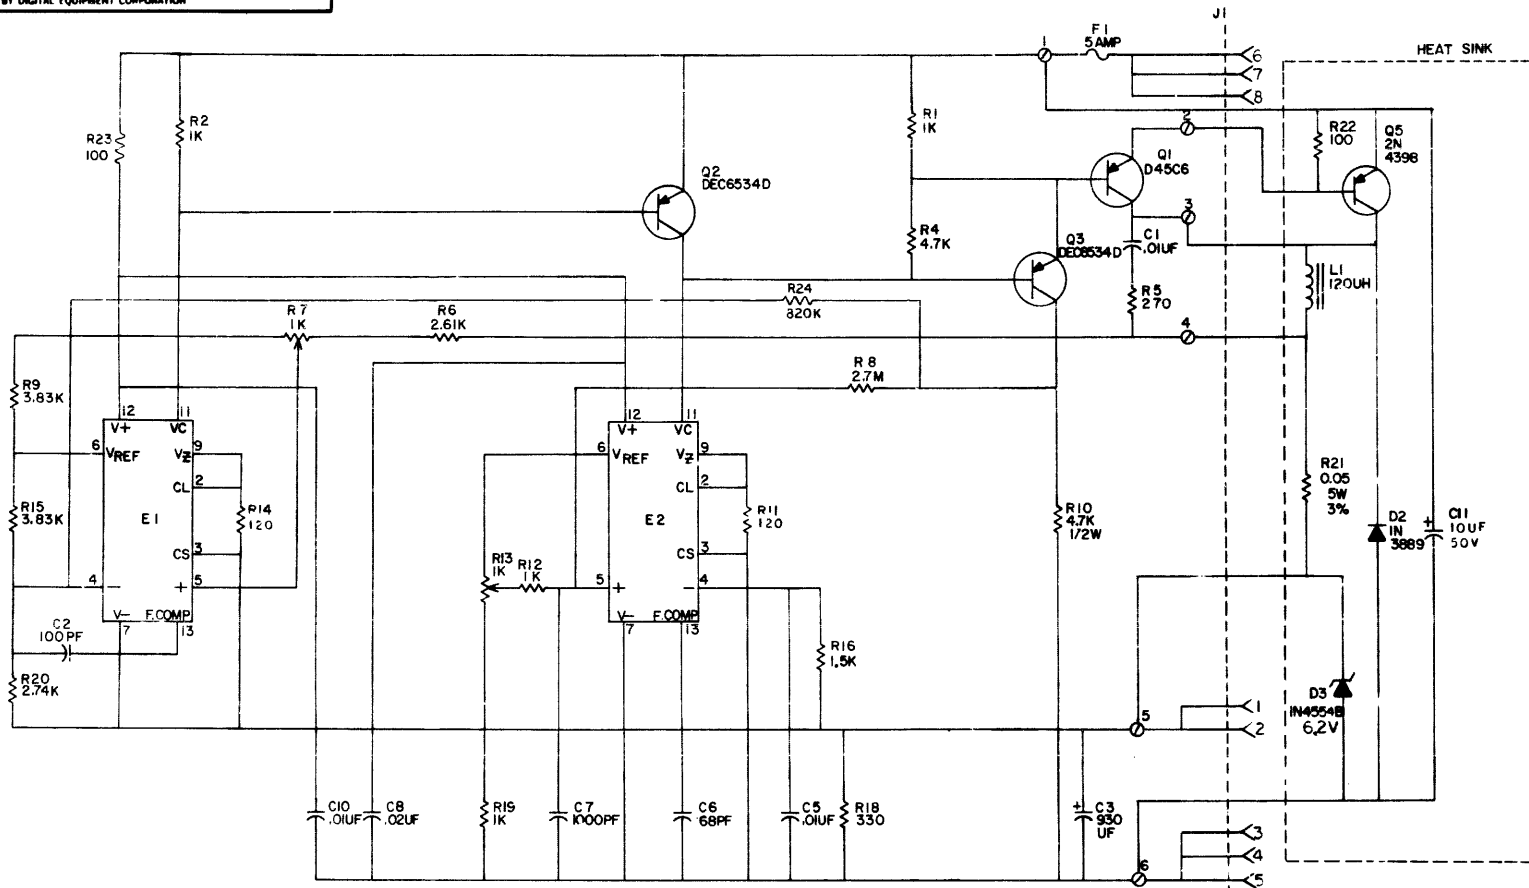 BY DIGITAL EQUIPMENT CORPORATION
J1
F1
5 AMP
1
6
7
8
HEAT SINK
R23
100
R2
1K
R1
1K
2
R22
100
Q5
2N
4398
Q2
DEC6534D
Q1
D45C6
3
R4
4.7K
Q3
DEC6534D
C1
.01UF
L1
120UH
R24
820K
R5
270
R7
1K
R6
2.61K
4
R9
3.83K
R8
2.7M
12
11
V+
VC
6
VREF
VZ
9
CL
2
R15
3.83K
E1
R14
120
CS
3
4
−
+
5
V−
F.COMP
7
13
C2
100PF
R20
2.74K
12
11
V+
VC
6
VREF
VZ
9
CL
2
E2
R11
120
CS
3
R13
1K
R12
1K
5
+
−
4
V−
F.COMP
7
13
R10
4.7K
1/2W
R16
1.5K
R21
0.05
5W
3%
D2
IN
3889
+
C11
10UF
50V
D3
IN4554B
6.2V
5
1
2
C10
.01UF
C8
.02UF
R19
1K
C7
1000PF
C6
68PF
C5
.01UF
R18
330
+
C3
930
UF
6
3
4
5